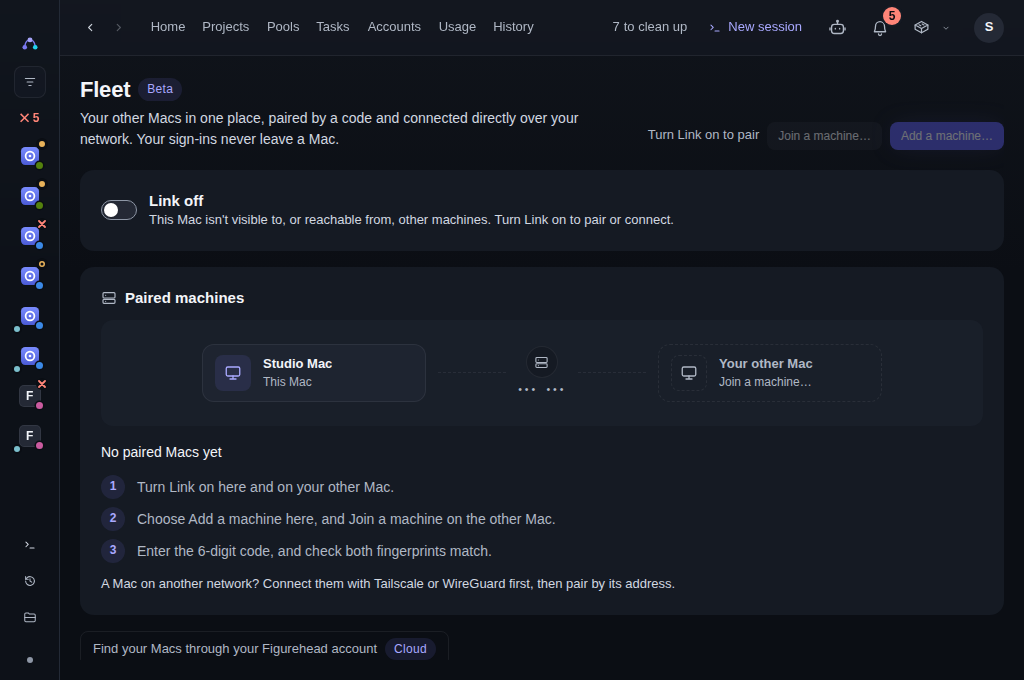 Home Projects Pools Tasks Accounts Usage History 7 to clean up New session 5 S
5
F
F
Fleet Beta
Your other Macs in one place, paired by a code and connected directly over your
network. Your sign-ins never leave a Mac.
Turn Link on to pair Join a machine… Add a machine…
Link off
This Mac isn't visible to, or reachable from, other machines. Turn Link on to pair or connect.
Paired machines
Studio Mac
This Mac
••• •••
Your other Mac
Join a machine…
No paired Macs yet
1 Turn Link on here and on your other Mac.
2 Choose Add a machine here, and Join a machine on the other Mac.
3 Enter the 6-digit code, and check both fingerprints match.
A Mac on another network? Connect them with Tailscale or WireGuard first, then pair by its address.
Find your Macs through your Figurehead account Cloud